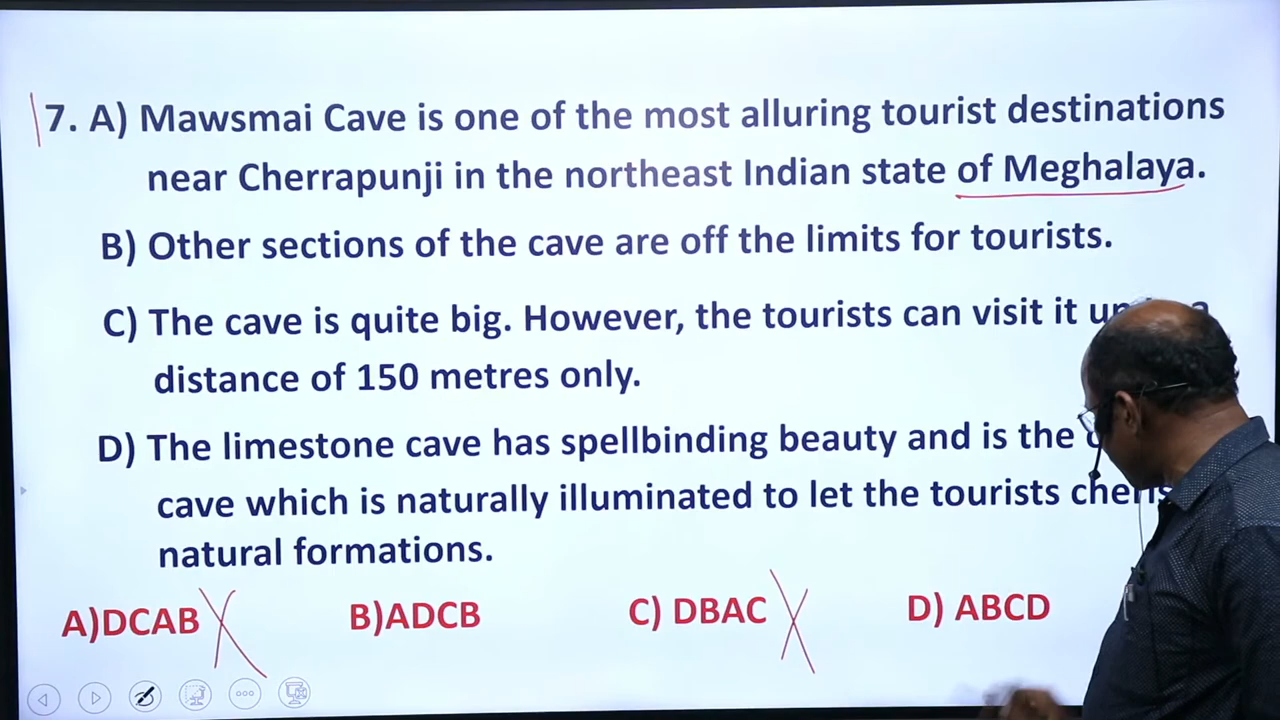 7. A) Mawsmai Cave is one of the most alluring tourist destinations
near Cherrapunji in the northeast Indian state of Meghalaya.
B) Other sections of the cave are off the limits for tourists.
C) The cave is quite big. However, the tourists can visit it
distance of 150 metres only.
D) The limestone cave has spellbinding beauty and is the
cave which is naturally illuminated to let the tourists
natural formations.
A)DCAB B)ADCB C) DBAC D) ABCD